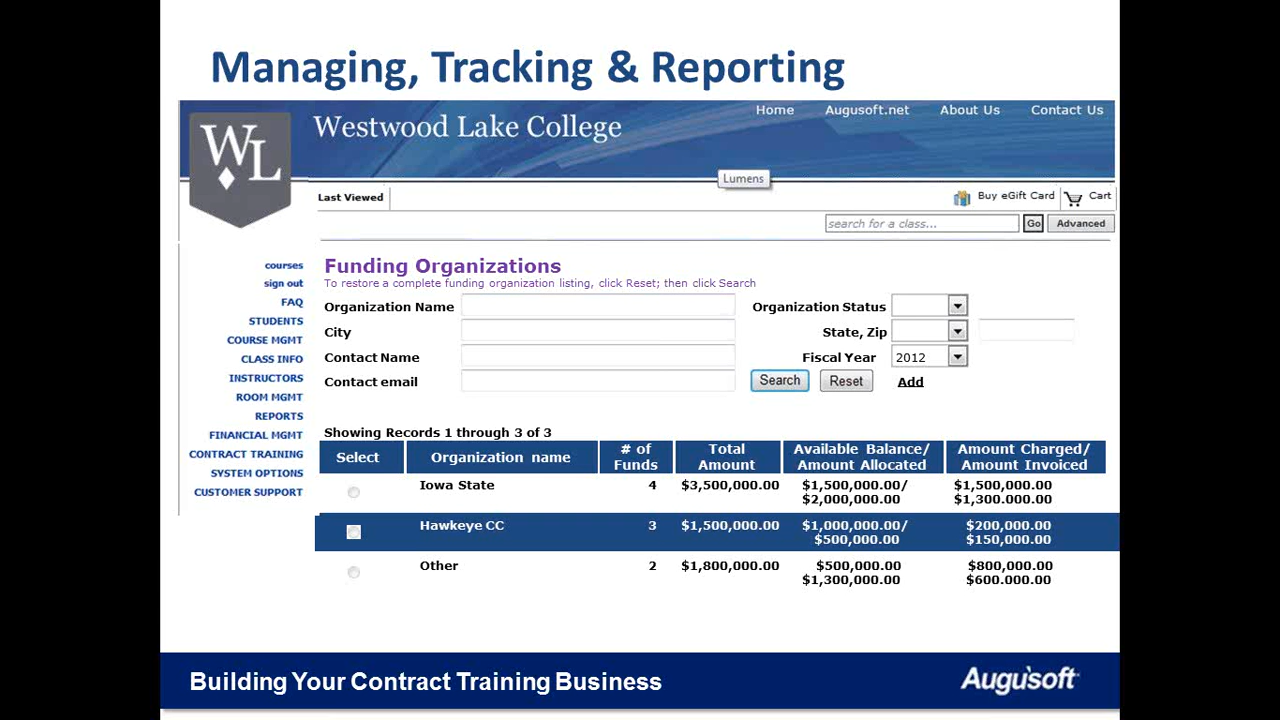 Managing, Tracking & Reporting
WL
Westwood Lake College
Home Augusoft.net About Us Contact Us
Lumens
Last Viewed
Buy eGift Card Cart
search for a class... Go Advanced
courses
sign out
FAQ
STUDENTS
COURSE MGMT
CLASS INFO
INSTRUCTORS
ROOM MGMT
REPORTS
FINANCIAL MGMT
CONTRACT TRAINING
SYSTEM OPTIONS
CUSTOMER SUPPORT
Funding Organizations
To restore a complete funding organization listing, click Reset; then click Search
Organization Name Organization Status
City State, Zip
Contact Name Fiscal Year 2012
Contact email Search Reset Add
Showing Records 1 through 3 of 3
Select Organization name # of Funds Total Amount Available Balance/ Amount Allocated Amount Charged/ Amount Invoiced
Iowa State 4 $3,500,000.00 $1,500,000.00/ $1,500,000.00
$2,000,000.00 $1,300.000.00
Hawkeye CC 3 $1,500,000.00 $1,000,000.00/ $200,000.00
$500,000.00 $150,000.00
Other 2 $1,800,000.00 $500,000.00 $800,000.00
$1,300,000.00 $600.000.00
Building Your Contract Training Business
Augusoft